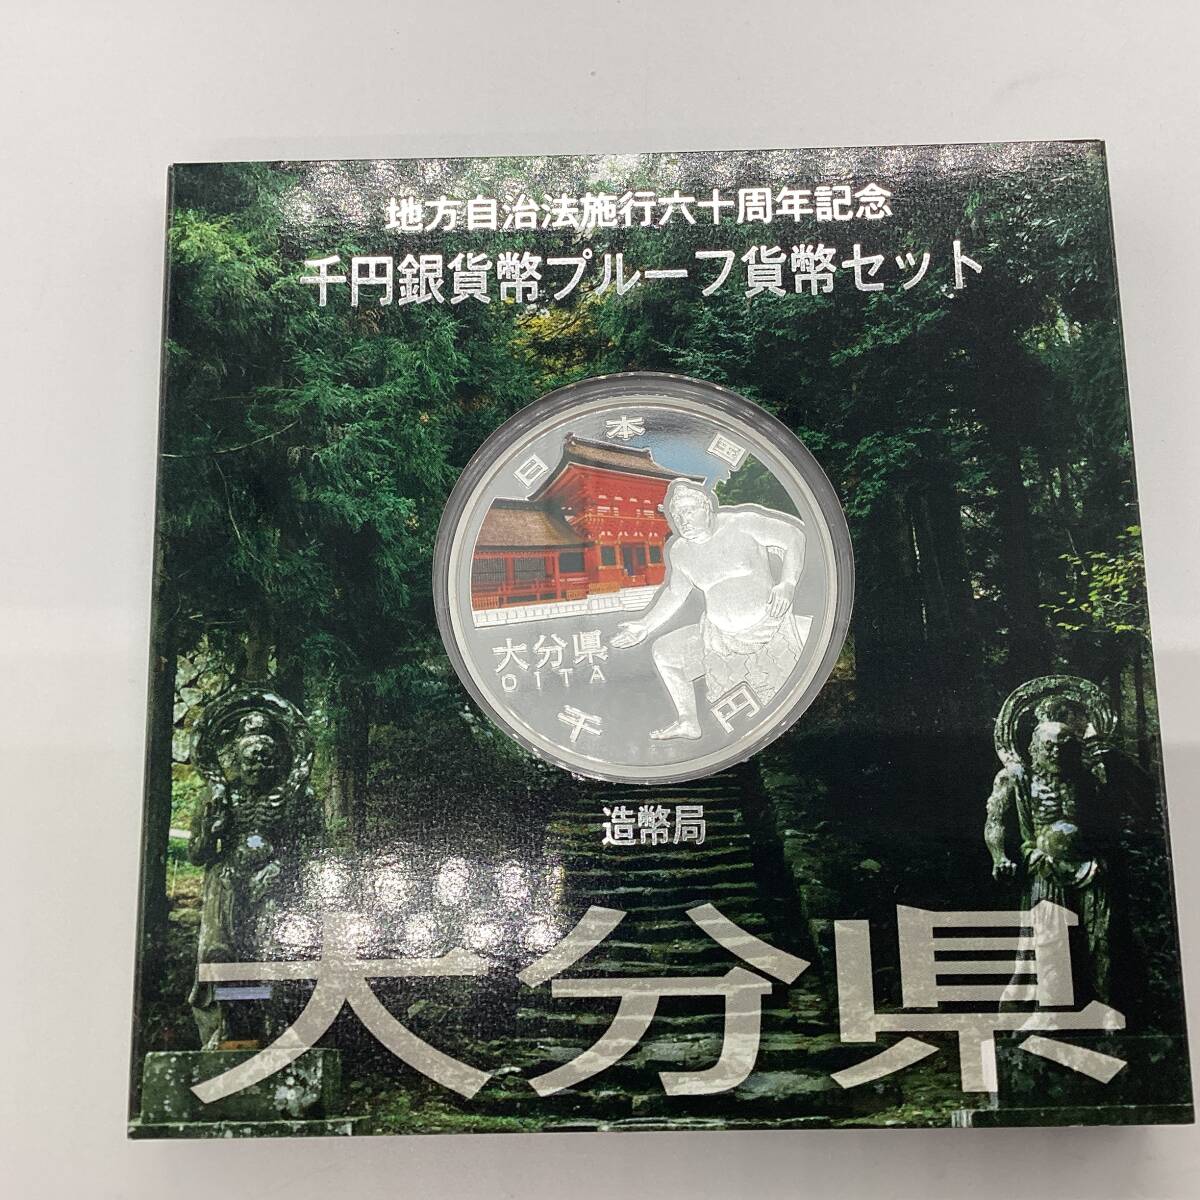 地方自治法施行六十周年記念
千円銀貨幣プルーフ貨幣セット
日本国
大分県
OITA
千円
造幣局
大分県